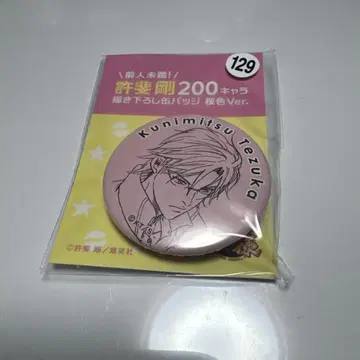 129
\前人未踏!/
許斐 剛200キャラ
描き下ろし缶バッジ 桜色Ver.
Kunimitsu Tezuka
©許斐 剛/集英社